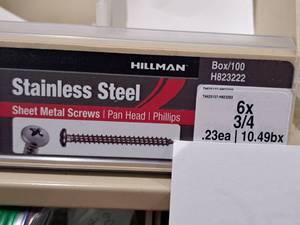 HILLMAN
Box/100
H823222
Stainless Steel
Sheet Metal Screws | Pan Head | Phillips
6x
3/4
.23ea | 10.49bx